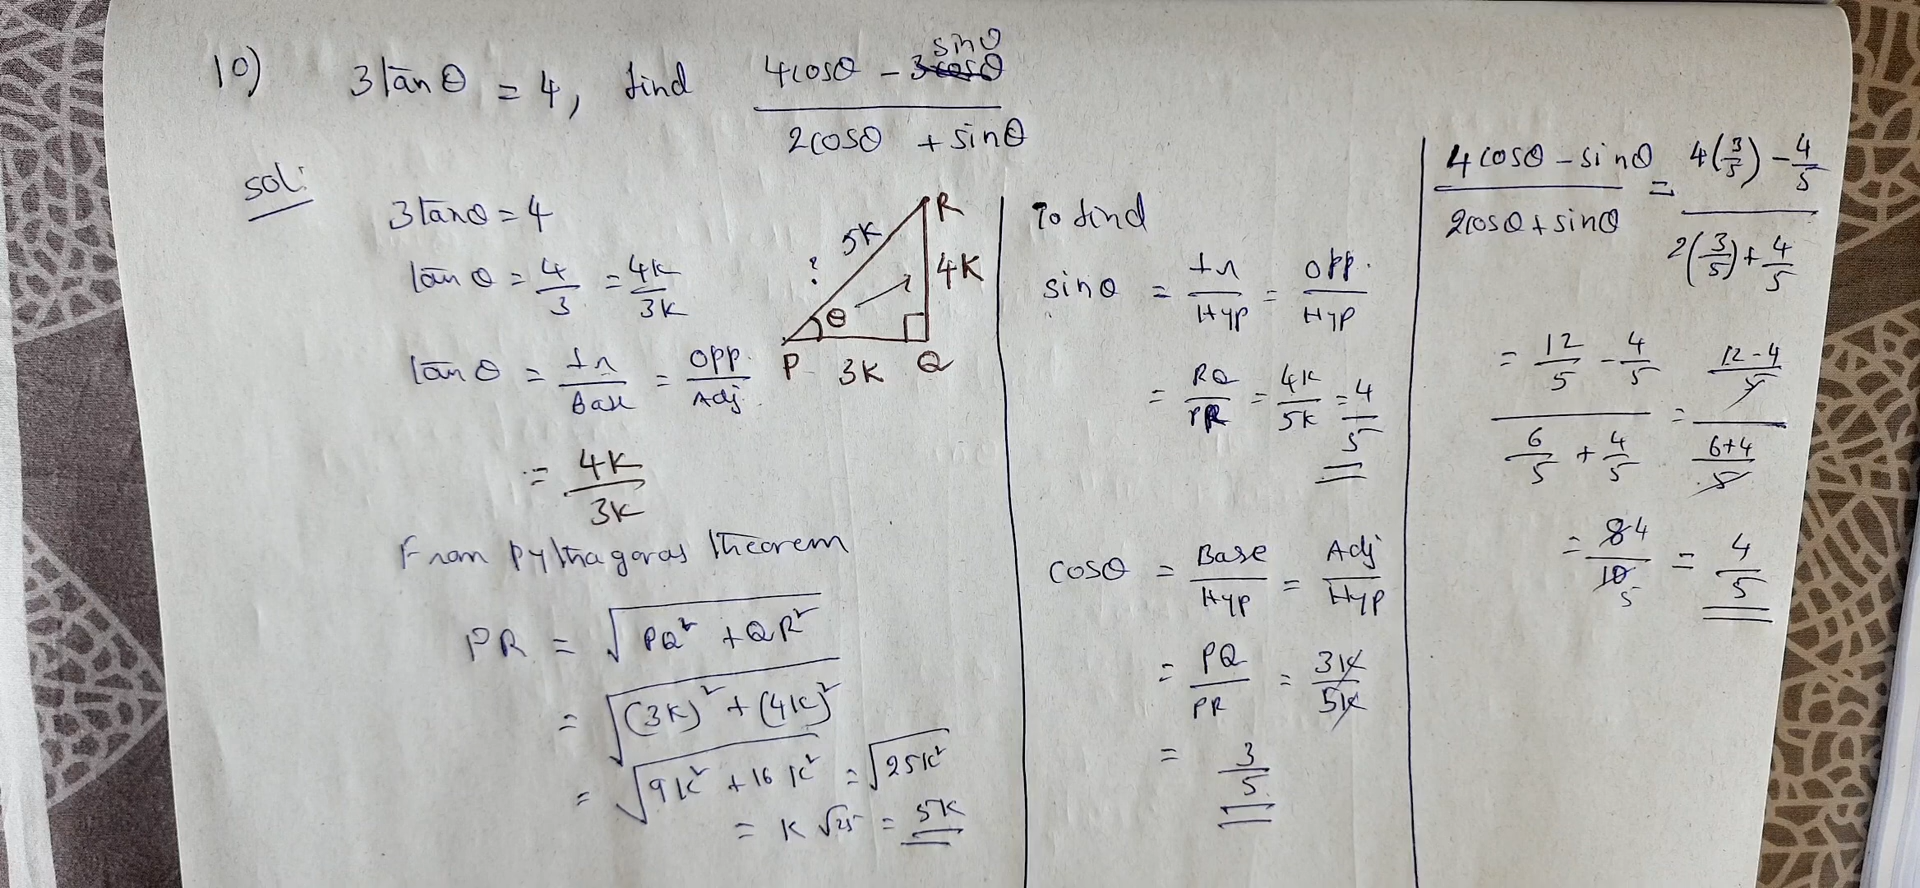 10) 3 tan θ = 4, find (4cosθ - sinθ) / (2cosθ + sinθ)
sol:
3 tanθ = 4
tan θ = 4/3 = 4K/3K
tan θ = /Base = Opp./Adj.
= 4K/3K
R
5K
?
4K
θ
P 3K Q
From Pythagoras theorem
PR = √(PQ² + QR²)
= √((3K)² + (4K)²)
= √(9K² + 16K²) = √(25K²)
= K √25 = 5K
To find
sinθ = /Hyp = Opp./Hyp
= RQ/PR = 4K/5K = 4/5
cosθ = Base/Hyp = Adj/Hyp
= PQ/PR = 3K/5K
= 3/5
(4cosθ - sinθ) / (2cosθ + sinθ) = (4(3/5) - 4/5) / (2(3/5) + 4/5)
= (12/5 - 4/5) / (6/5 + 4/5) = ((12-4)/5) / ((6+4)/5)
= 8 4 / 10 5 = 4/5